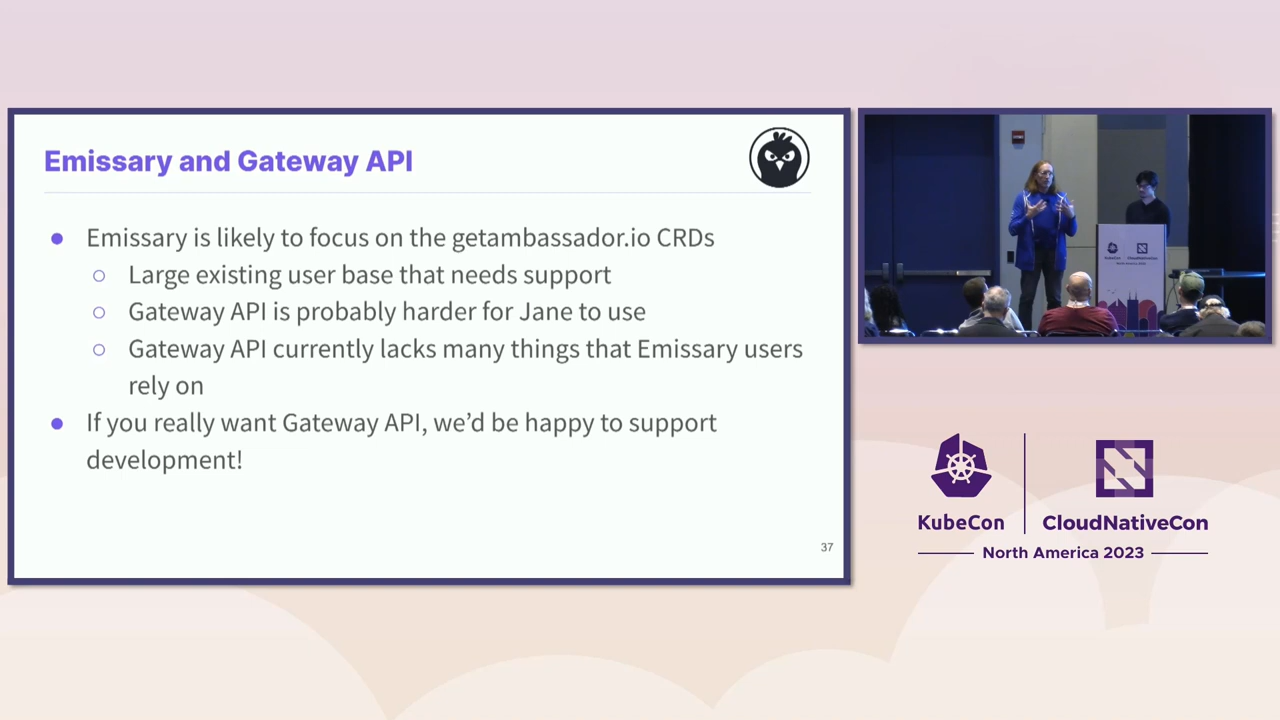 Emissary and Gateway API
● Emissary is likely to focus on the getambassador.io CRDs
○ Large existing user base that needs support
○ Gateway API is probably harder for Jane to use
○ Gateway API currently lacks many things that Emissary users
rely on
● If you really want Gateway API, we’d be happy to support
development!
37
KubeCon
CloudNativeCon
KubeCon
CloudNativeCon
North America 2023